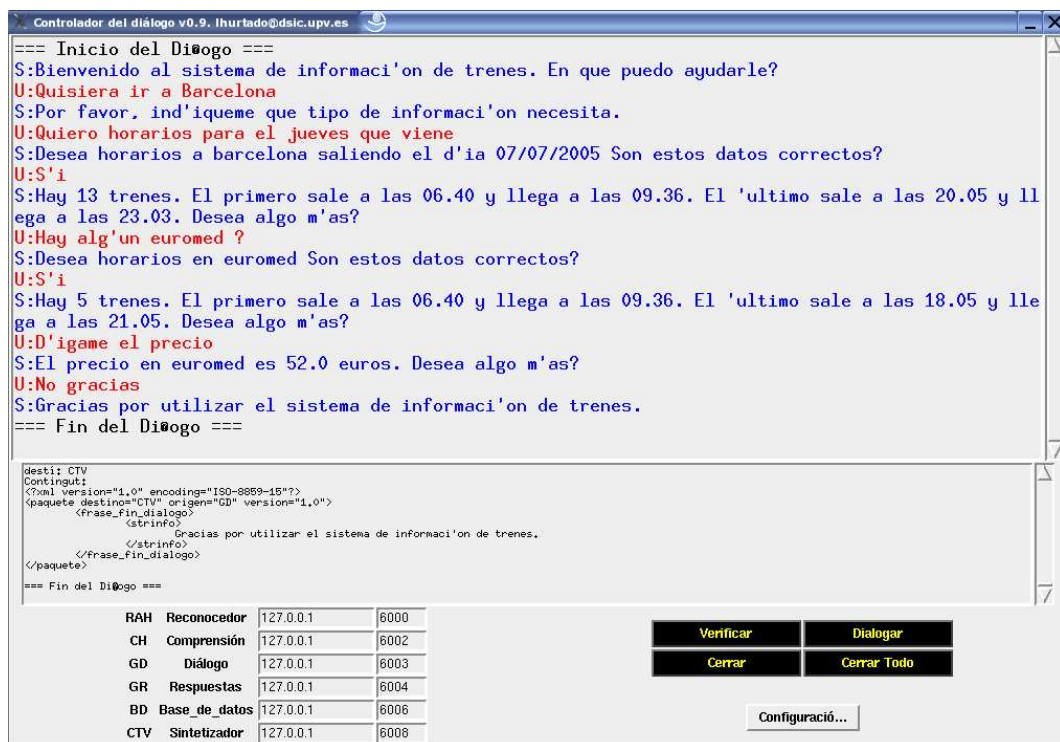 Controlador del diálogo v0.9. lhurtado@dsic.upv.es
=== Inicio del Di@ogo ===
S:Bienvenido al sistema de informaci'on de trenes. En que puedo ayudarle?
U:Quisiera ir a Barcelona
S:Por favor, ind'iqueme que tipo de informaci'on necesita.
U:Quiero horarios para el jueves que viene
S:Desea horarios a barcelona saliendo el d'ia 07/07/2005 Son estos datos correctos?
U:S'i
S:Hay 13 trenes. El primero sale a las 06.40 y llega a las 09.36. El 'ultimo sale a las 20.05 y ll
ega a las 23.03. Desea algo m'as?
U:Hay alg'un euromed ?
S:Desea horarios en euromed Son estos datos correctos?
U:S'i
S:Hay 5 trenes. El primero sale a las 06.40 y llega a las 09.36. El 'ultimo sale a las 18.05 y lle
ga a las 21.05. Desea algo m'as?
U:D'igame el precio
S:El precio en euromed es 52.0 euros. Desea algo m'as?
U:No gracias
S:Gracias por utilizar el sistema de informaci'on de trenes.
=== Fin del Di@ogo ===
destí: CTV
Contingut:
<?xml version="1.0" encoding="ISO-8859-15"?>
<paquete destino="CTV" origen="GD" version="1.0">
<frase_fin_dialogo>
<strinfo>
Gracias por utilizar el sistema de informaci'on de trenes.
</strinfo>
</frase_fin_dialogo>
</paquete>
=== Fin del Di@ogo ===
RAH Reconocedor 127.0.0.1 6000
CH Comprensión 127.0.0.1 6002
GD Diálogo 127.0.0.1 6003
GR Respuestas 127.0.0.1 6004
BD Base_de_datos 127.0.0.1 6006
CTV Sintetizador 127.0.0.1 6008
Verificar Dialogar
Cerrar Cerrar Todo
Configuració...